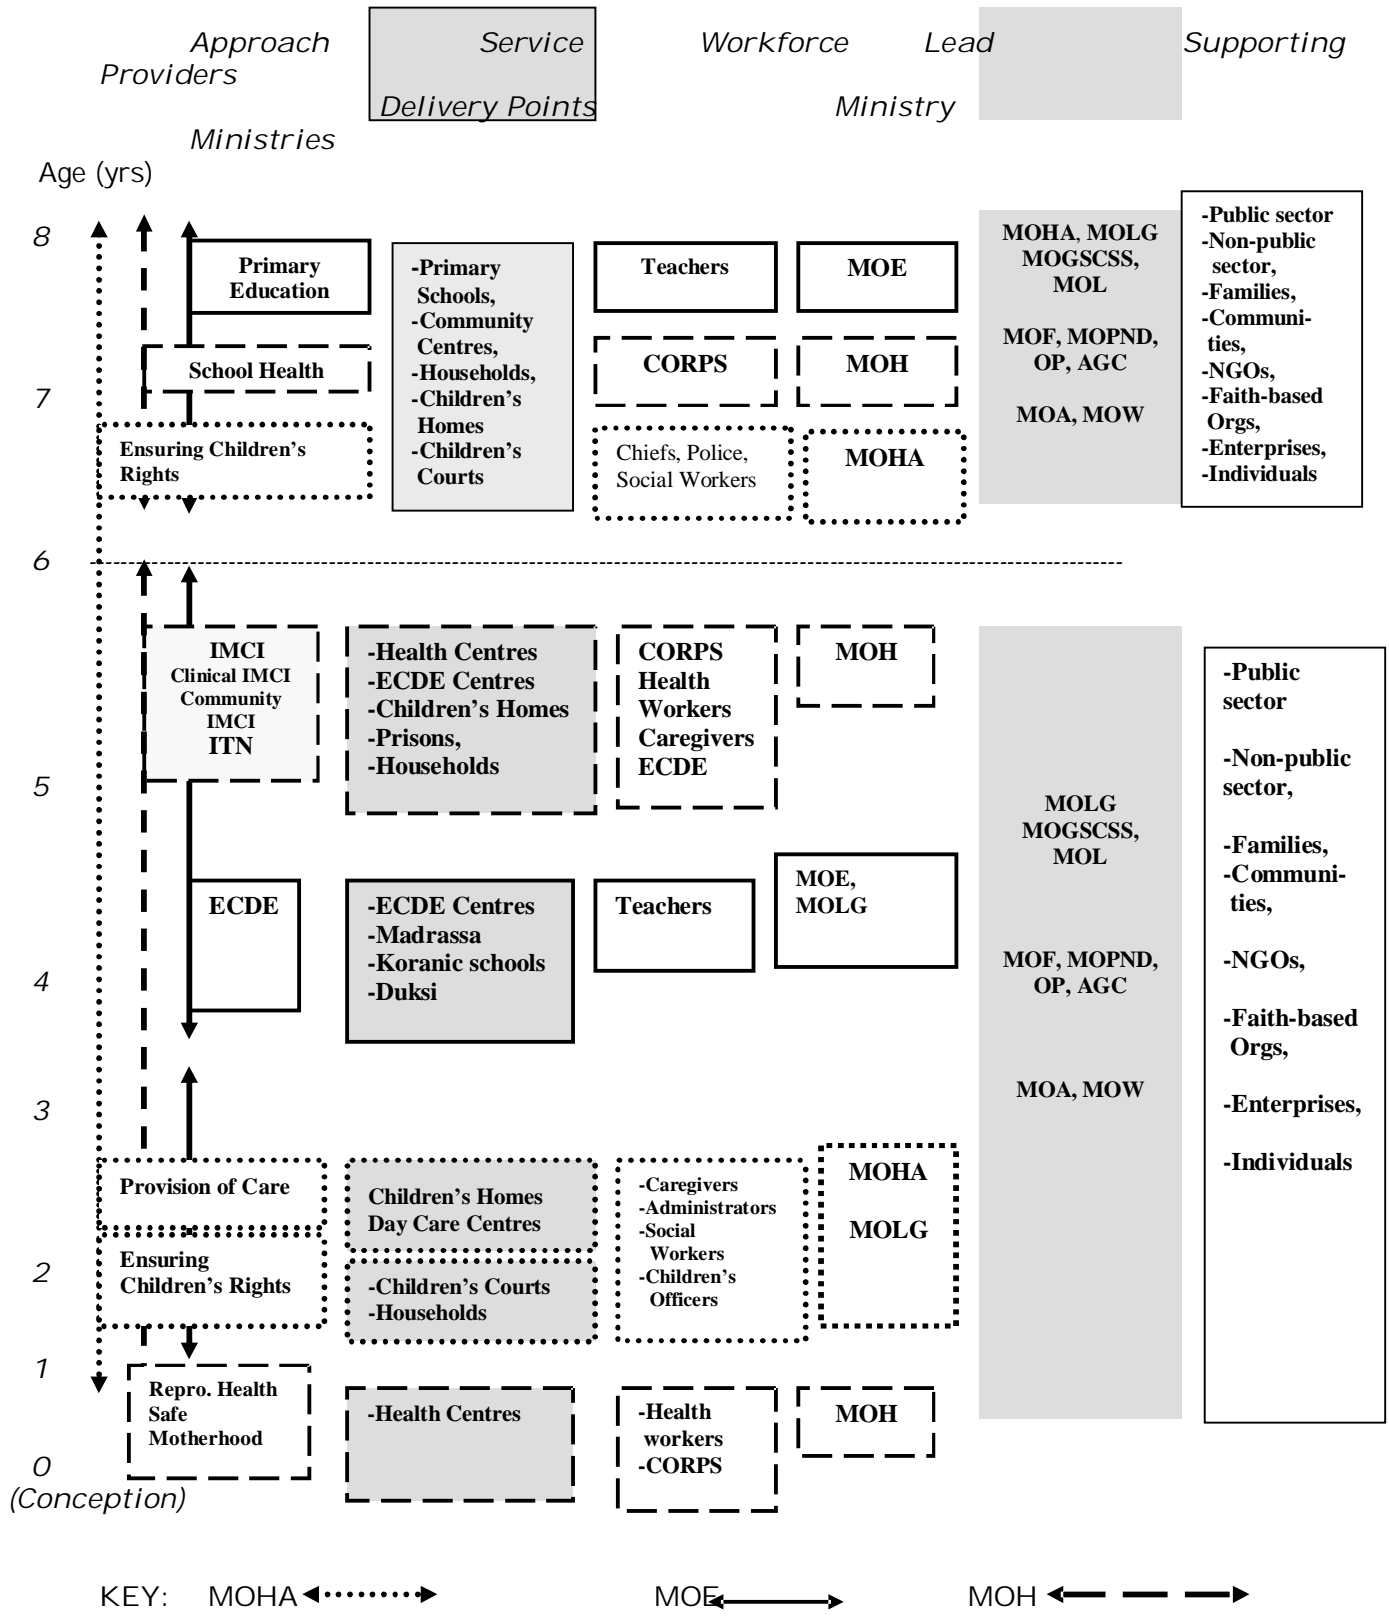 Approach Service Workforce Lead Supporting
Providers
Delivery Points Ministry
Ministries
Age (yrs)
8
Primary
Education
-Primary
Schools,
-Community
Centres,
-Households,
-Children's
Homes
-Children's
Courts
Teachers
MOE
MOHA, MOLG
MOGSCSS,
MOL
MOF, MOPND,
OP, AGC
MOA, MOW
-Public sector
-Non-public
sector,
-Families,
-Communi-
ties,
-NGOs,
-Faith-based
Orgs,
-Enterprises,
-Individuals
School Health
CORPS
MOH
7
Ensuring Children's
Rights
Chiefs, Police,
Social Workers
MOHA
6
IMCI
Clinical IMCI
Community
IMCI
ITN
-Health Centres
-ECDE Centres
-Children's Homes
-Prisons,
-Households
CORPS
Health
Workers
Caregivers
ECDE
MOH
5
MOLG
MOGSCSS,
MOL
MOF, MOPND,
OP, AGC
MOA, MOW
-Public
sector
-Non-public
sector,
-Families,
-Communi-
ties,
-NGOs,
-Faith-based
Orgs,
-Enterprises,
-Individuals
ECDE
-ECDE Centres
-Madrassa
-Koranic schools
-Duksi
Teachers
MOE,
MOLG
4
3
Provision of Care
Children's Homes
Day Care Centres
-Caregivers
-Administrators
-Social
Workers
-Children's
Officers
MOHA
MOLG
2
Ensuring
Children's Rights
-Children's Courts
-Households
1
Repro. Health
Safe
Motherhood
-Health Centres
-Health
workers
-CORPS
MOH
0
(Conception)
KEY: MOHA MOE MOH